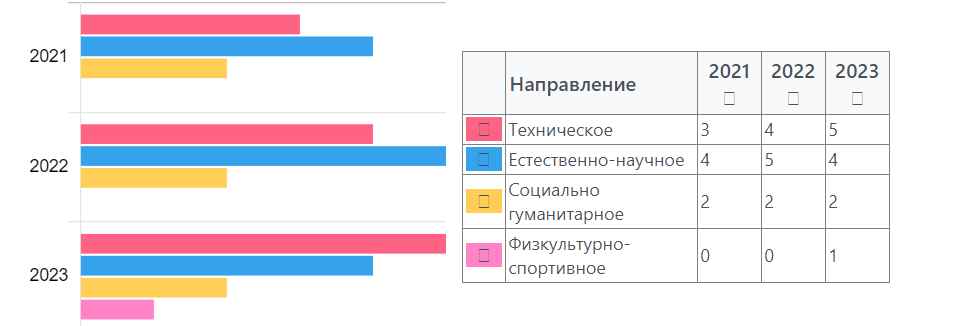 2021
2022
2023
Направление 2021 2022 2023
Техническое 3 4 5
Естественно-научное 4 5 4
Социально
гуманитарное 2 2 2
Физкультурно-
спортивное 0 0 1